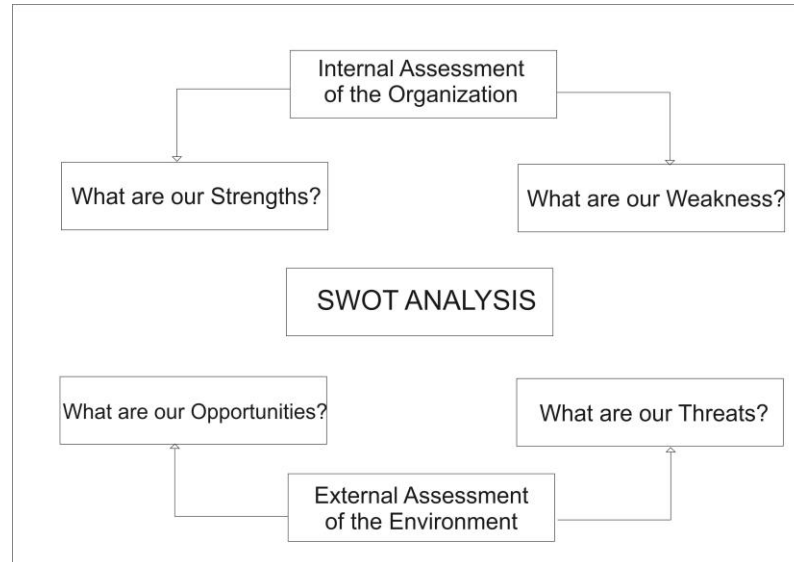 Internal Assessment
of the Organization
What are our Strengths?
What are our Weakness?
SWOT ANALYSIS
What are our Opportunities?
What are our Threats?
External Assessment
of the Environment